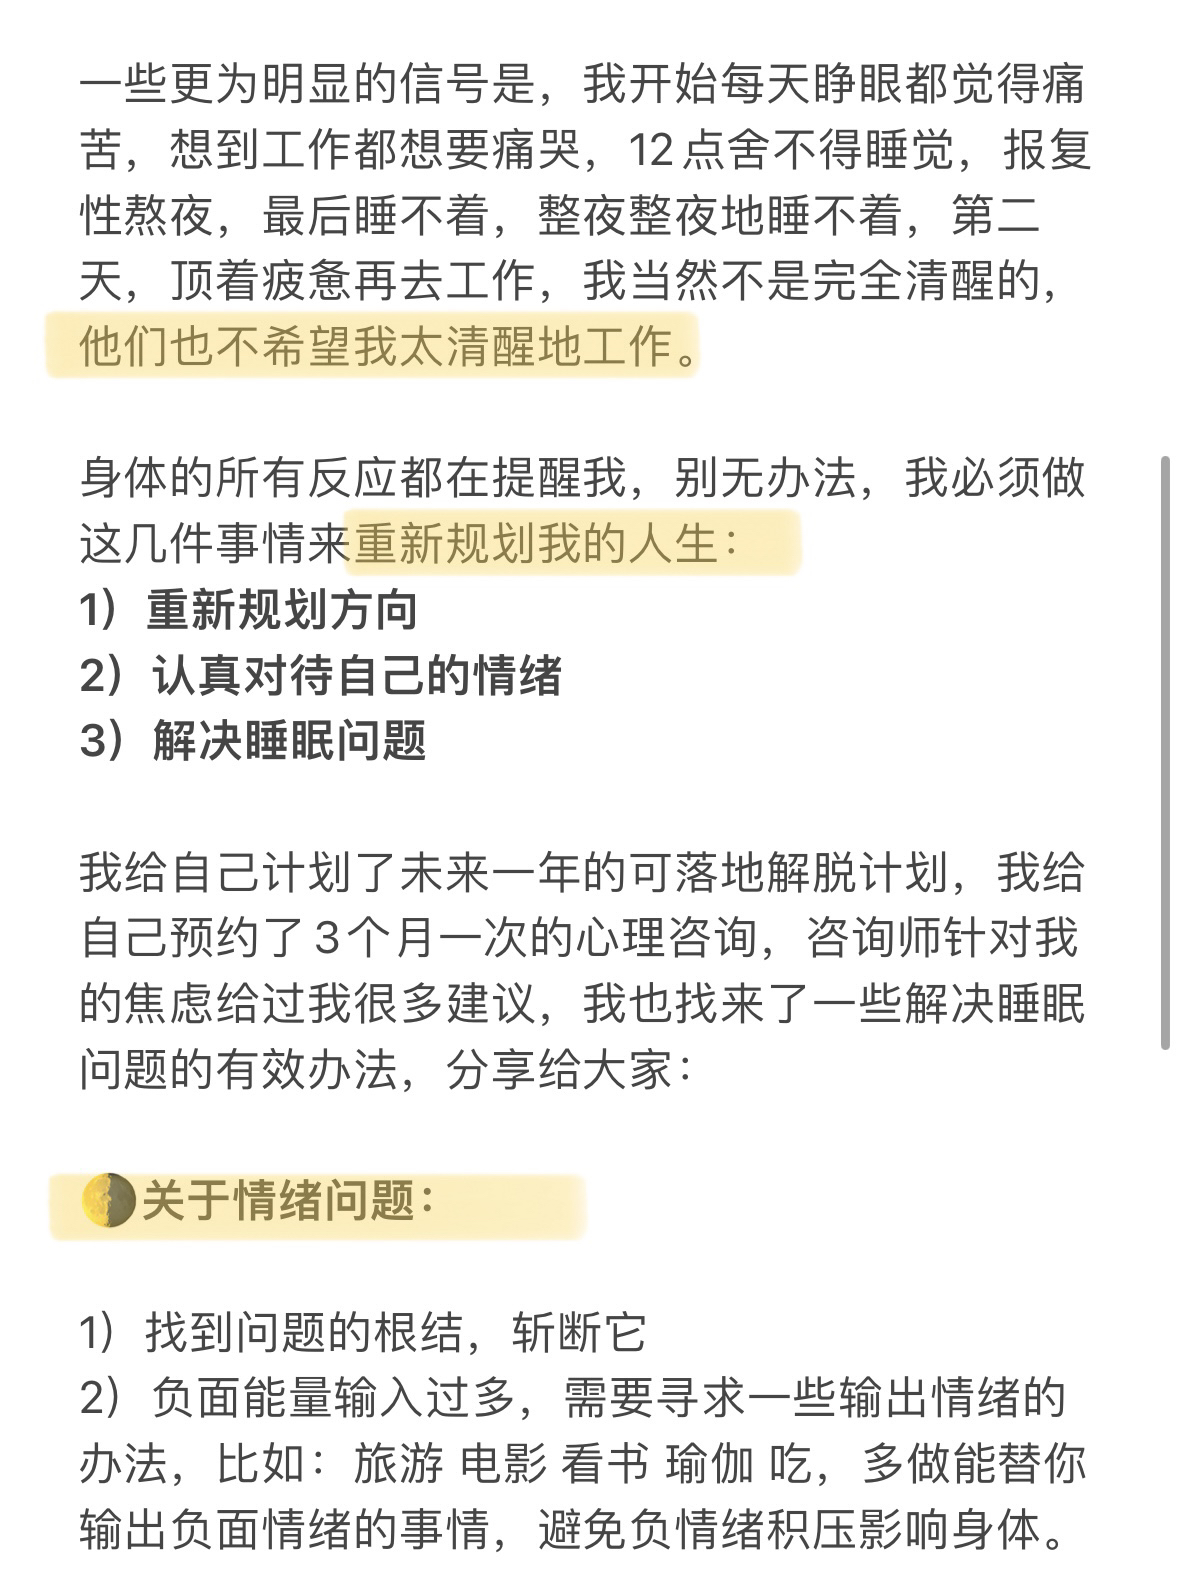 一些更为明显的信号是，我开始每天睁眼都觉得痛
苦，想到工作都想要痛哭，12点舍不得睡觉，报复
性熬夜，最后睡不着，整夜整夜地睡不着，第二
天，顶着疲惫再去工作，我当然不是完全清醒的，
他们也不希望我太清醒地工作。
身体的所有反应都在提醒我，别无办法，我必须做
这几件事情来重新规划我的人生：
1）重新规划方向
2）认真对待自己的情绪
3）解决睡眠问题
我给自己计划了未来一年的可落地解脱计划，我给
自己预约了3个月一次的心理咨询，咨询师针对我
的焦虑给过我很多建议，我也找来了一些解决睡眠
问题的有效办法，分享给大家：
🌗关于情绪问题：
1）找到问题的根结，斩断它
2）负面能量输入过多，需要寻求一些输出情绪的
办法，比如：旅游 电影 看书 瑜伽 吃，多做能替你
输出负面情绪的事情，避免负情绪积压影响身体。